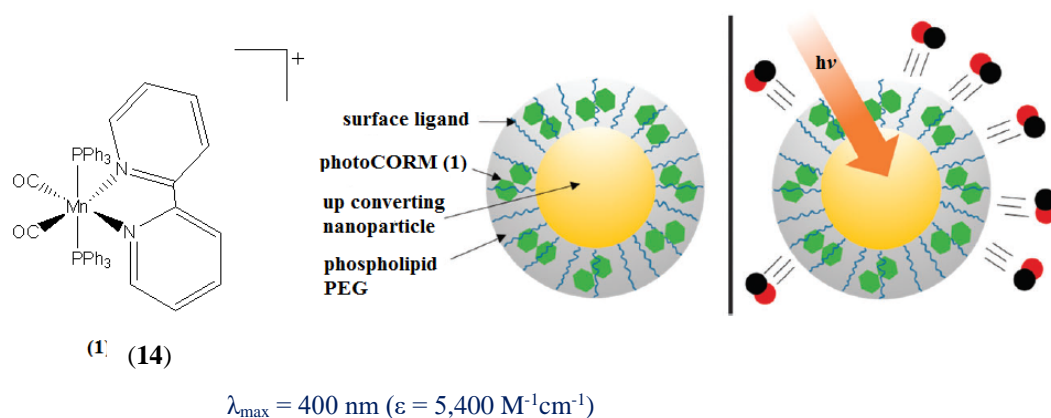 +
PPh3
OC
Mn
N
OC
N
PPh3
(1) (14)
surface ligand
photoCORM (1)
up converting
nanoparticle
phospholipid
PEG
hν
λmax = 400 nm (ε = 5,400 M-1cm-1)